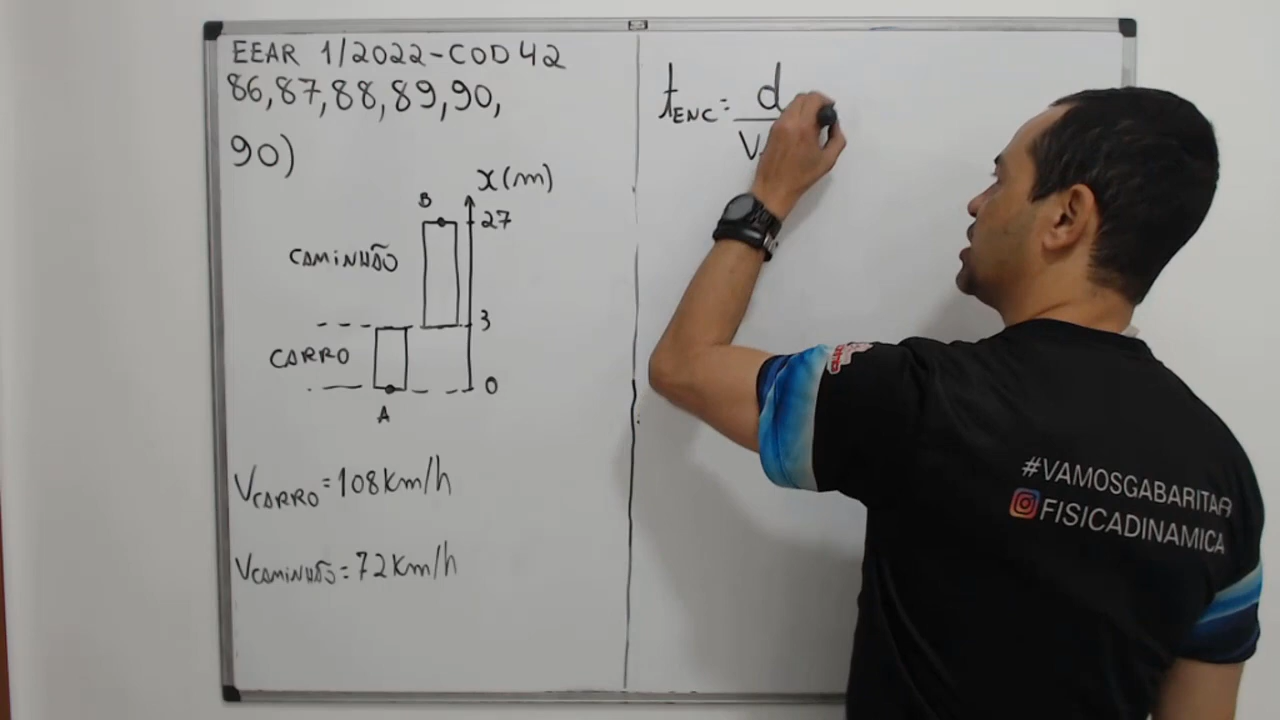 EEAR 1/2022-COD 42
86,87,88,89,90,
90)
x(m)
B
27
CAMINHÃO
3
CARRO
0
A
VCARRO=108Km/h
VCAMINHÃO=72Km/h
tENC= d
V
#VAMOSGABARITAR
FISICADINAMICA